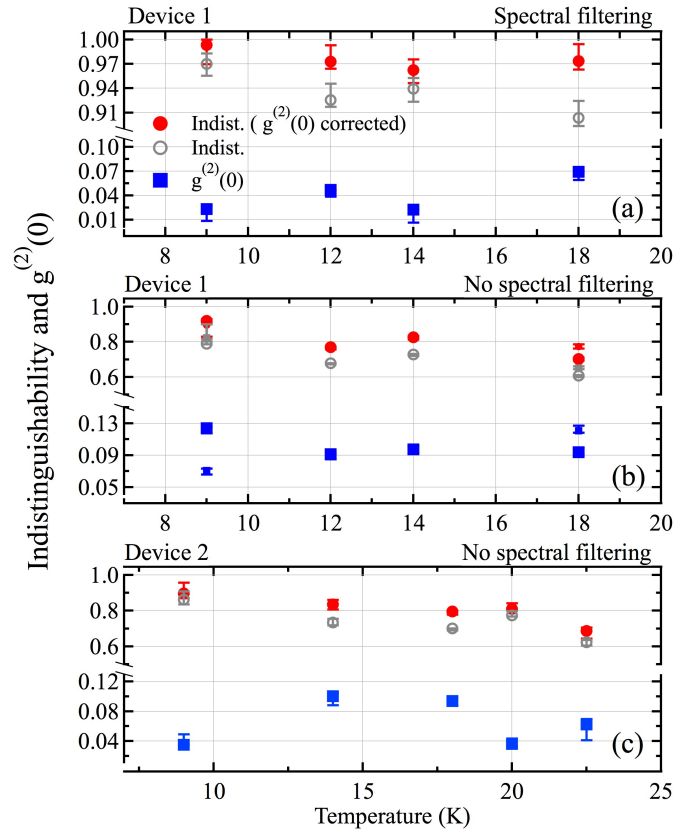 Device 1 Spectral filtering
1.00
0.97
0.94
0.91
Indist. ( g(2)(0) corrected)
Indist.
g(2)(0)
0.10
0.07
0.04
0.01
(a)
8 10 12 14 16 18 20
Device 1 No spectral filtering
1.0
0.8
0.6
0.13
0.09
0.05
(b)
8 10 12 14 16 18 20
Device 2 No spectral filtering
1.0
0.8
0.6
0.12
0.08
0.04
(c)
10 15 20 25
Temperature (K)
Indistinguishability and g(2)(0)